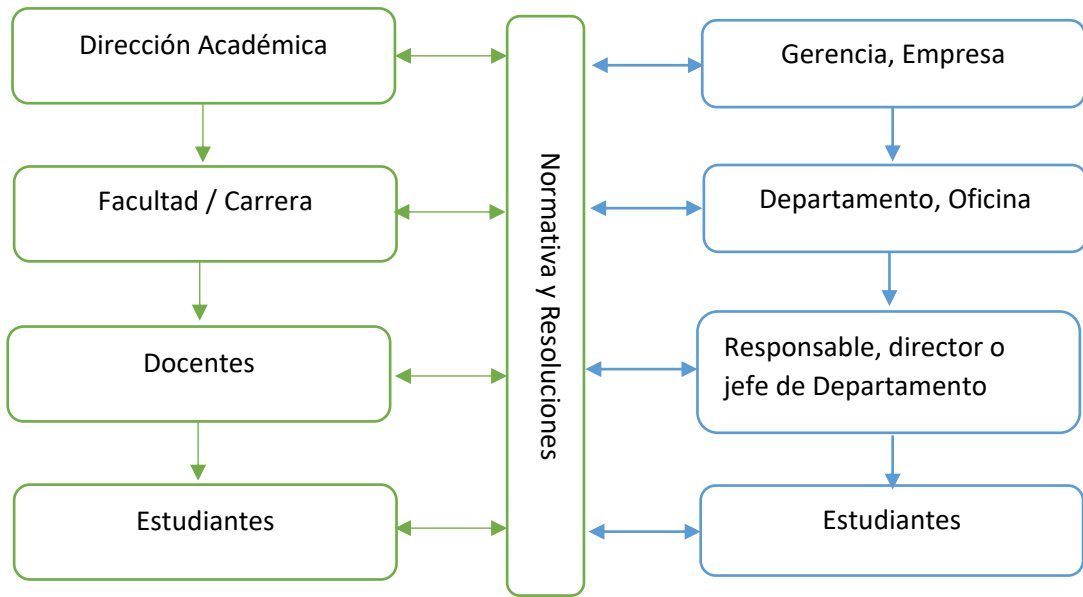 Dirección Académica
Facultad / Carrera
Docentes
Estudiantes
Normativa y Resoluciones
Gerencia, Empresa
Departamento, Oficina
Responsable, director o
jefe de Departamento
Estudiantes